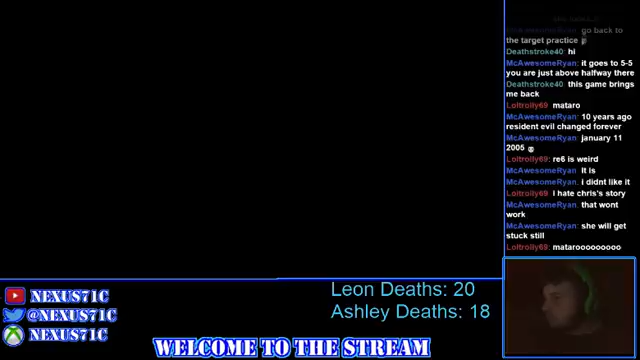 go back to
the target practice
Deathstroke40: hi
McAwesomeRyan: it goes to 5-5
you are just above halfway there
Deathstroke40: this game brings
me back
Loltrolly69: mataro
McAwesomeRyan: 10 years ago
resident evil changed forever
McAwesomeRyan: january 11
2005
Loltrolly69: re6 is weird
McAwesomeRyan: It is
McAwesomeRyan: i didnt like it
Loltrolly69: I hate chris's story
McAwesomeRyan: that wont
work
McAwesomeRyan: she will get
stuck still
Loltrolly69: matarooooooooo
Leon Deaths: 20
Ashley Deaths: 18
NEXUS71C
@NEXUS71C
NEXUS71C
WELCOME TO THE STREAM